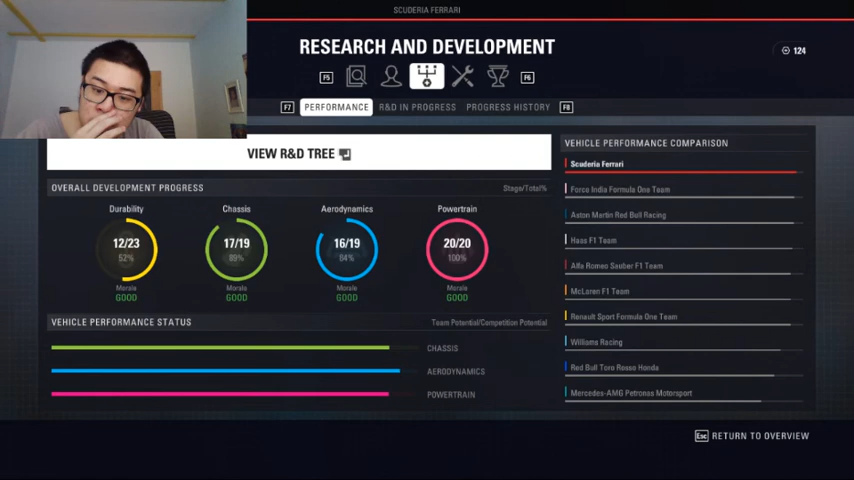 SCUDERIA FERRARI
RESEARCH AND DEVELOPMENT
124
F5
F6
F7 PERFORMANCE R&D IN PROGRESS PROGRESS HISTORY F8
VIEW R&D TREE
OVERALL DEVELOPMENT PROGRESS Stage/Total%
Durability Chassis Aerodynamics Powertrain
12/23 17/19 16/19 20/20
52% 89% 84% 100%
Morale Morale Morale Morale
GOOD GOOD GOOD GOOD
VEHICLE PERFORMANCE STATUS Team Potential/Competition Potential
CHASSIS
AERODYNAMICS
POWERTRAIN
VEHICLE PERFORMANCE COMPARISON
Scuderia Ferrari
Force India Formula One Team
Aston Martin Red Bull Racing
Haas F1 Team
Alfa Romeo Sauber F1 Team
McLaren F1 Team
Renault Sport Formula One Team
Williams Racing
Red Bull Toro Rosso Honda
Mercedes-AMG Petronas Motorsport
Esc RETURN TO OVERVIEW